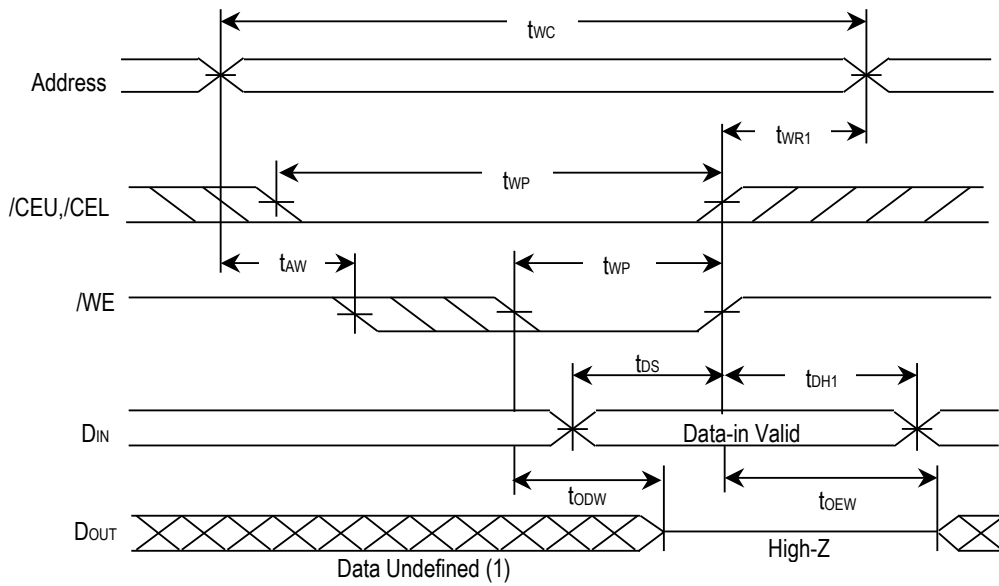 tWC
Address
tWR1
tWP
/CEU,/CEL
tAW
tWP
/WE
tDS
tDH1
DIN
Data-in Valid
tODW
tOEW
DOUT
High-Z
Data Undefined (1)